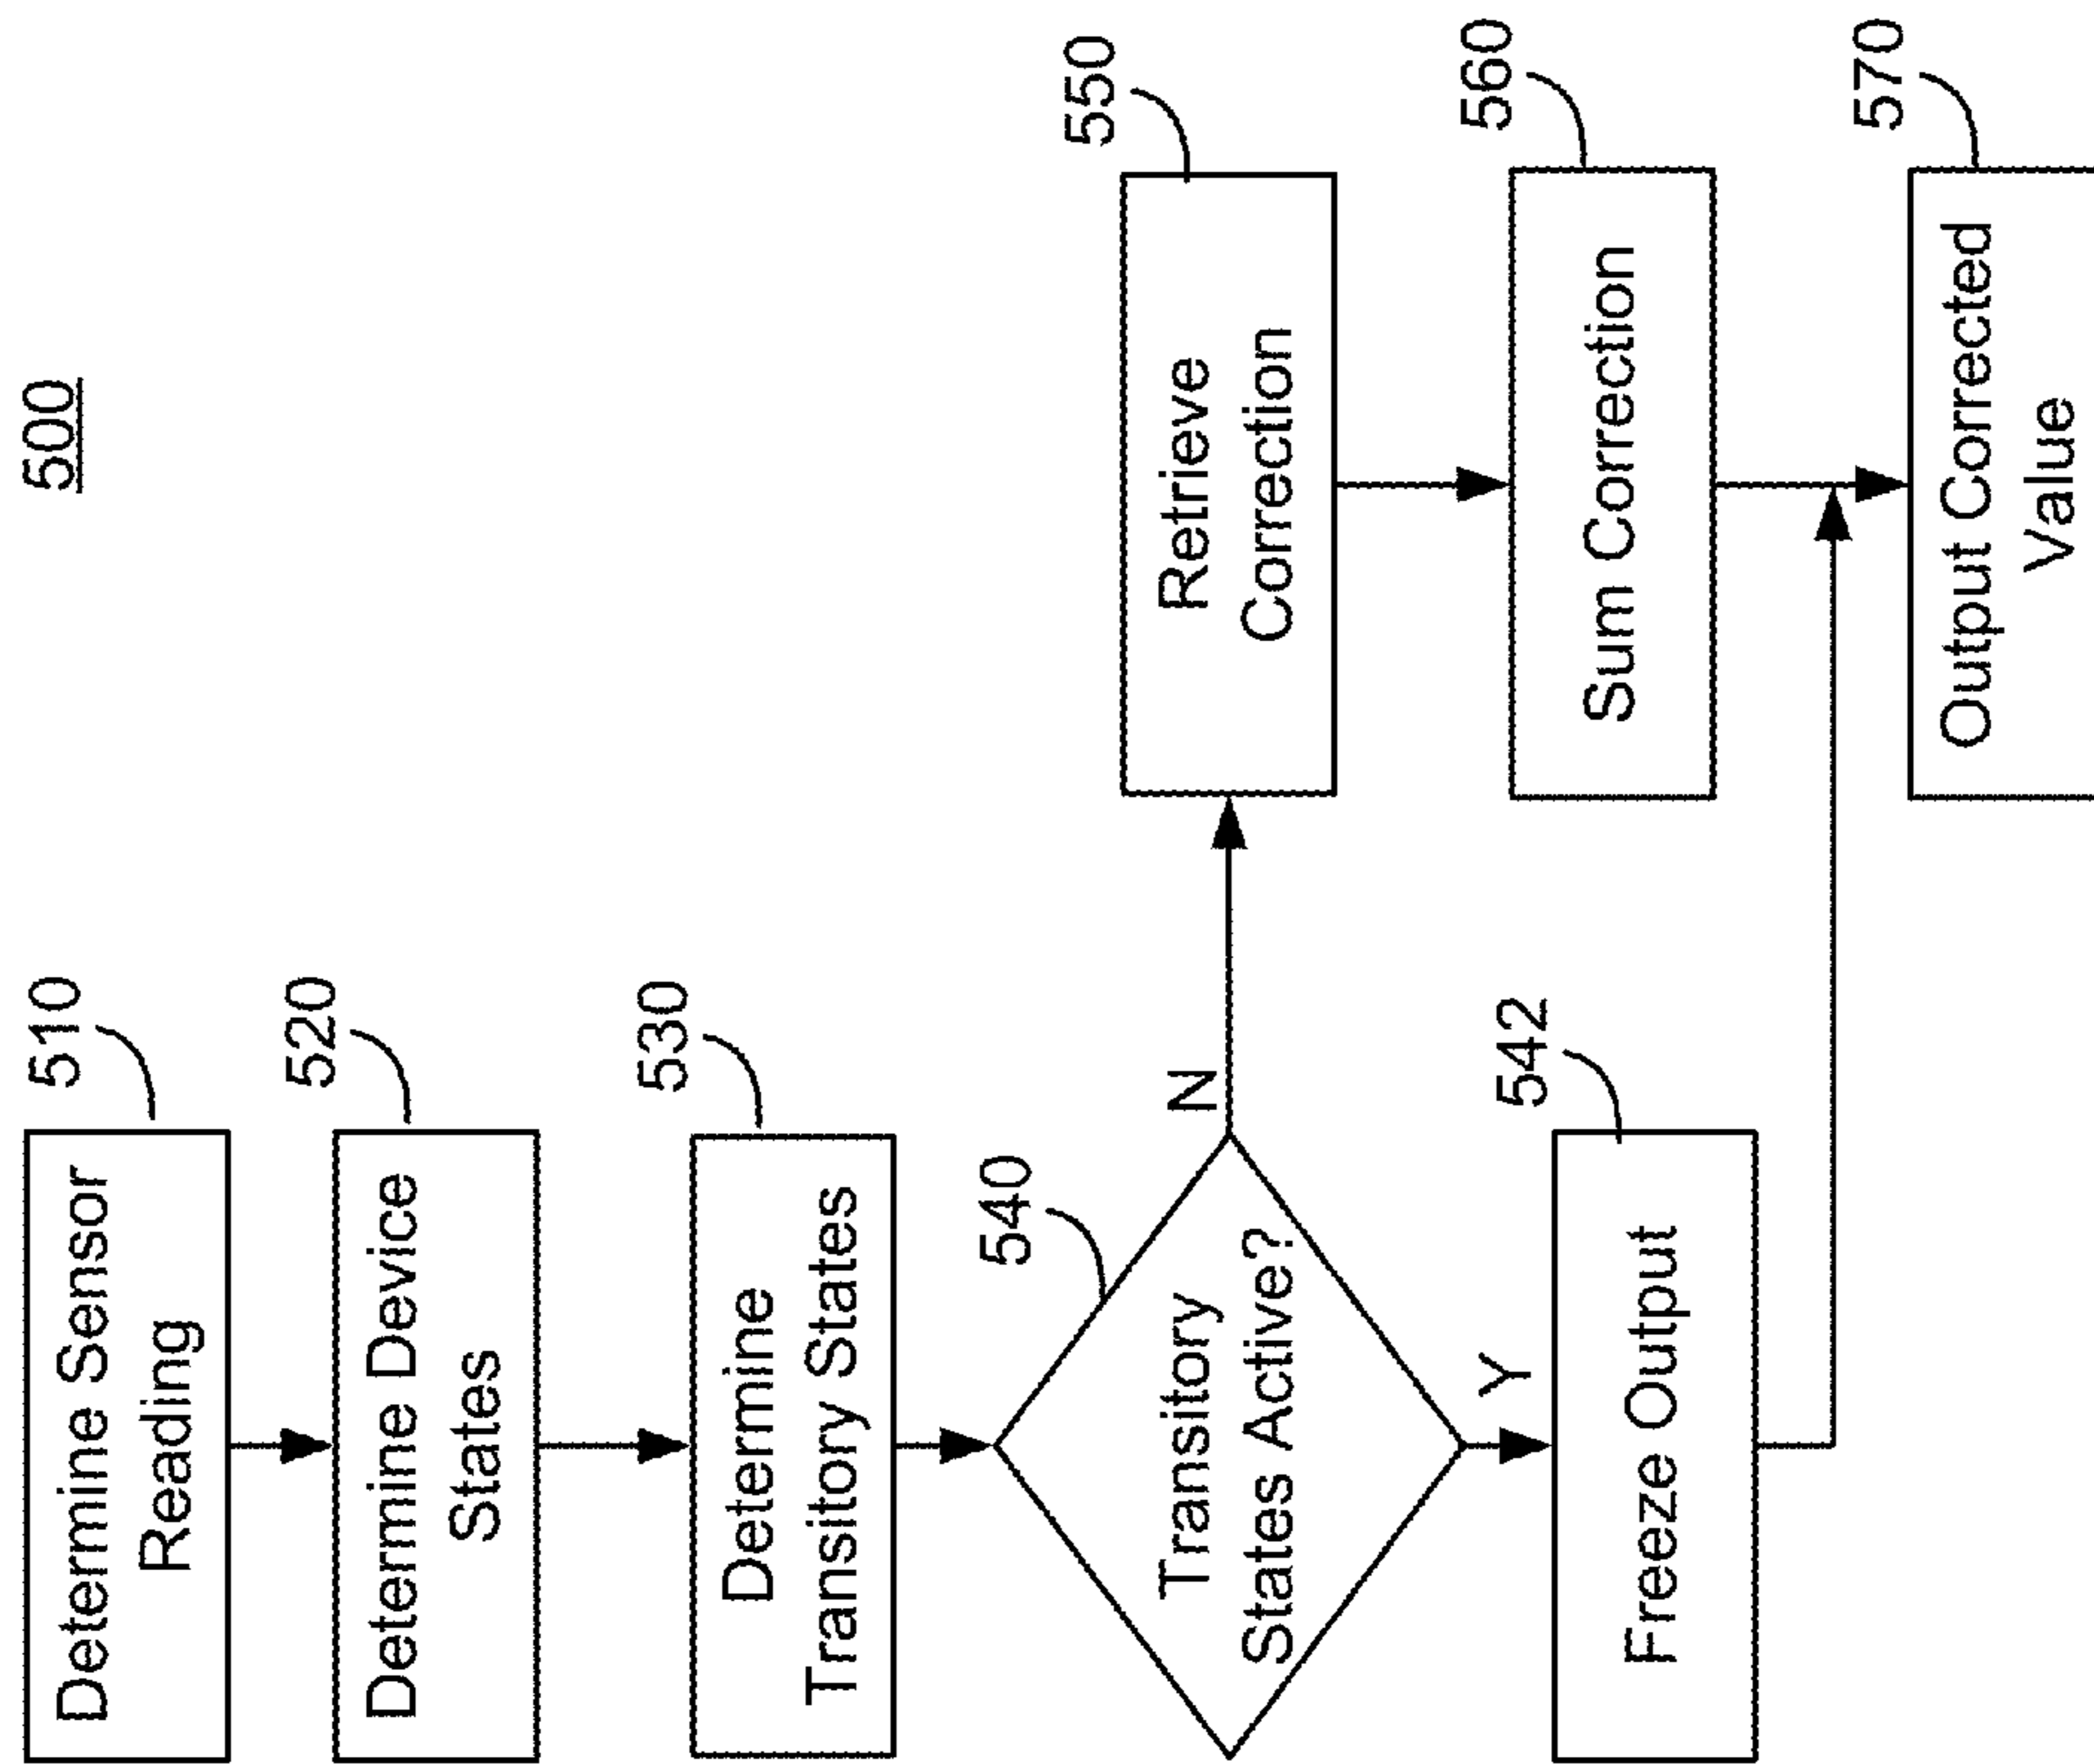 500
510
Determine Sensor
Reading
520
Determine Device
States
530
Determine
Transitory States
540
Transitory
States Active?
N
Y
542
Freeze Output
550
Retrieve
Correction
560
Sum Correction
570
Output Corrected
Value